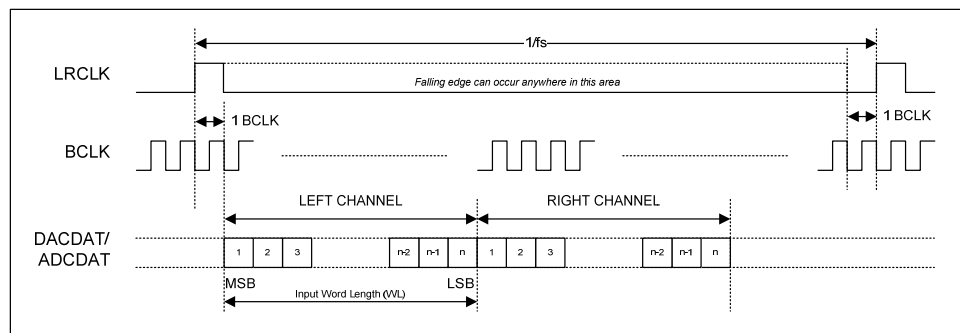 1/fs
LRCLK
Falling edge can occur anywhere in this area
1 BCLK
1 BCLK
BCLK
LEFT CHANNEL
RIGHT CHANNEL
DACDAT/
ADCDAT
1 2 3 n-2 n-1 n 1 2 3 n-2 n-1 n
MSB
LSB
Input Word Length (WL)